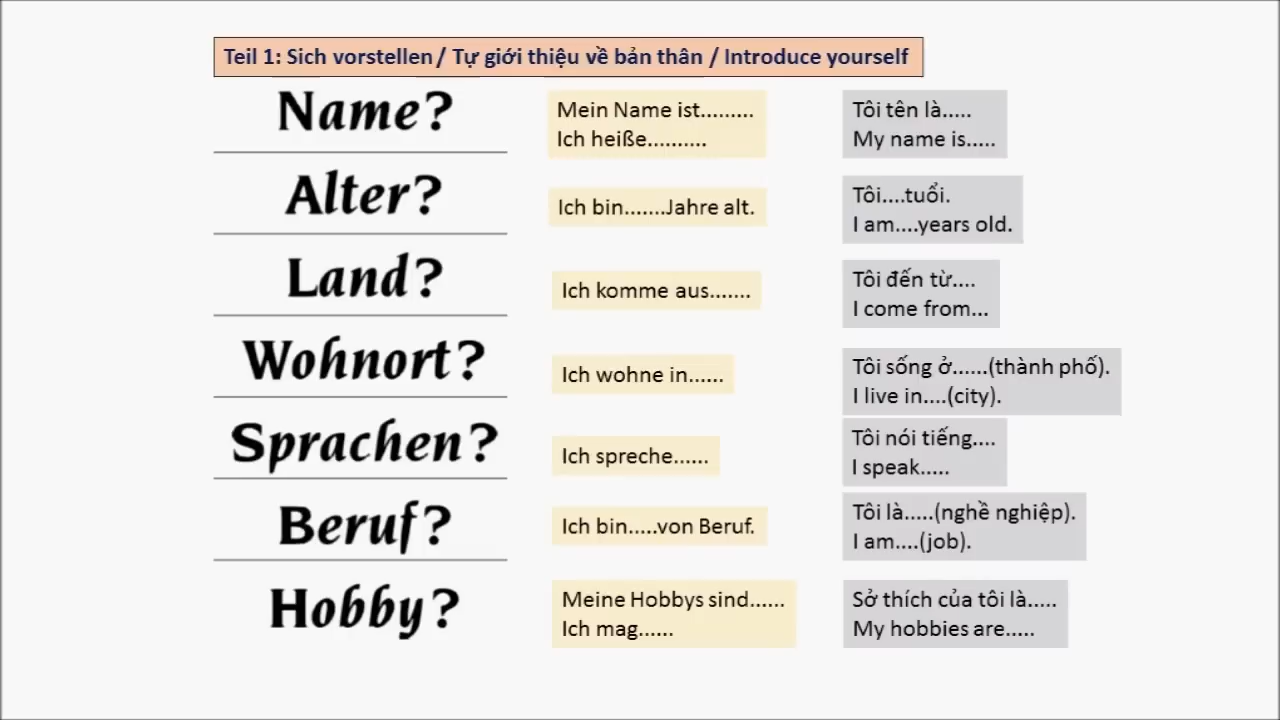 Teil 1: Sich vorstellen / Tự giới thiệu về bản thân / Introduce yourself
Name?
Mein Name ist.........
Ich heiße..........
Tôi tên là.....
My name is.....
Alter?
Ich bin.......Jahre alt.
Tôi....tuổi.
I am....years old.
Land?
Ich komme aus.......
Tôi đến từ....
I come from...
Wohnort?
Ich wohne in......
Tôi sống ở......(thành phố).
I live in....(city).
Sprachen?
Ich spreche......
Tôi nói tiếng....
I speak.....
Beruf?
Ich bin.....von Beruf.
Tôi là.....(nghề nghiệp).
I am....(job).
Hobby?
Meine Hobbys sind......
Ich mag......
Sở thích của tôi là.....
My hobbies are.....